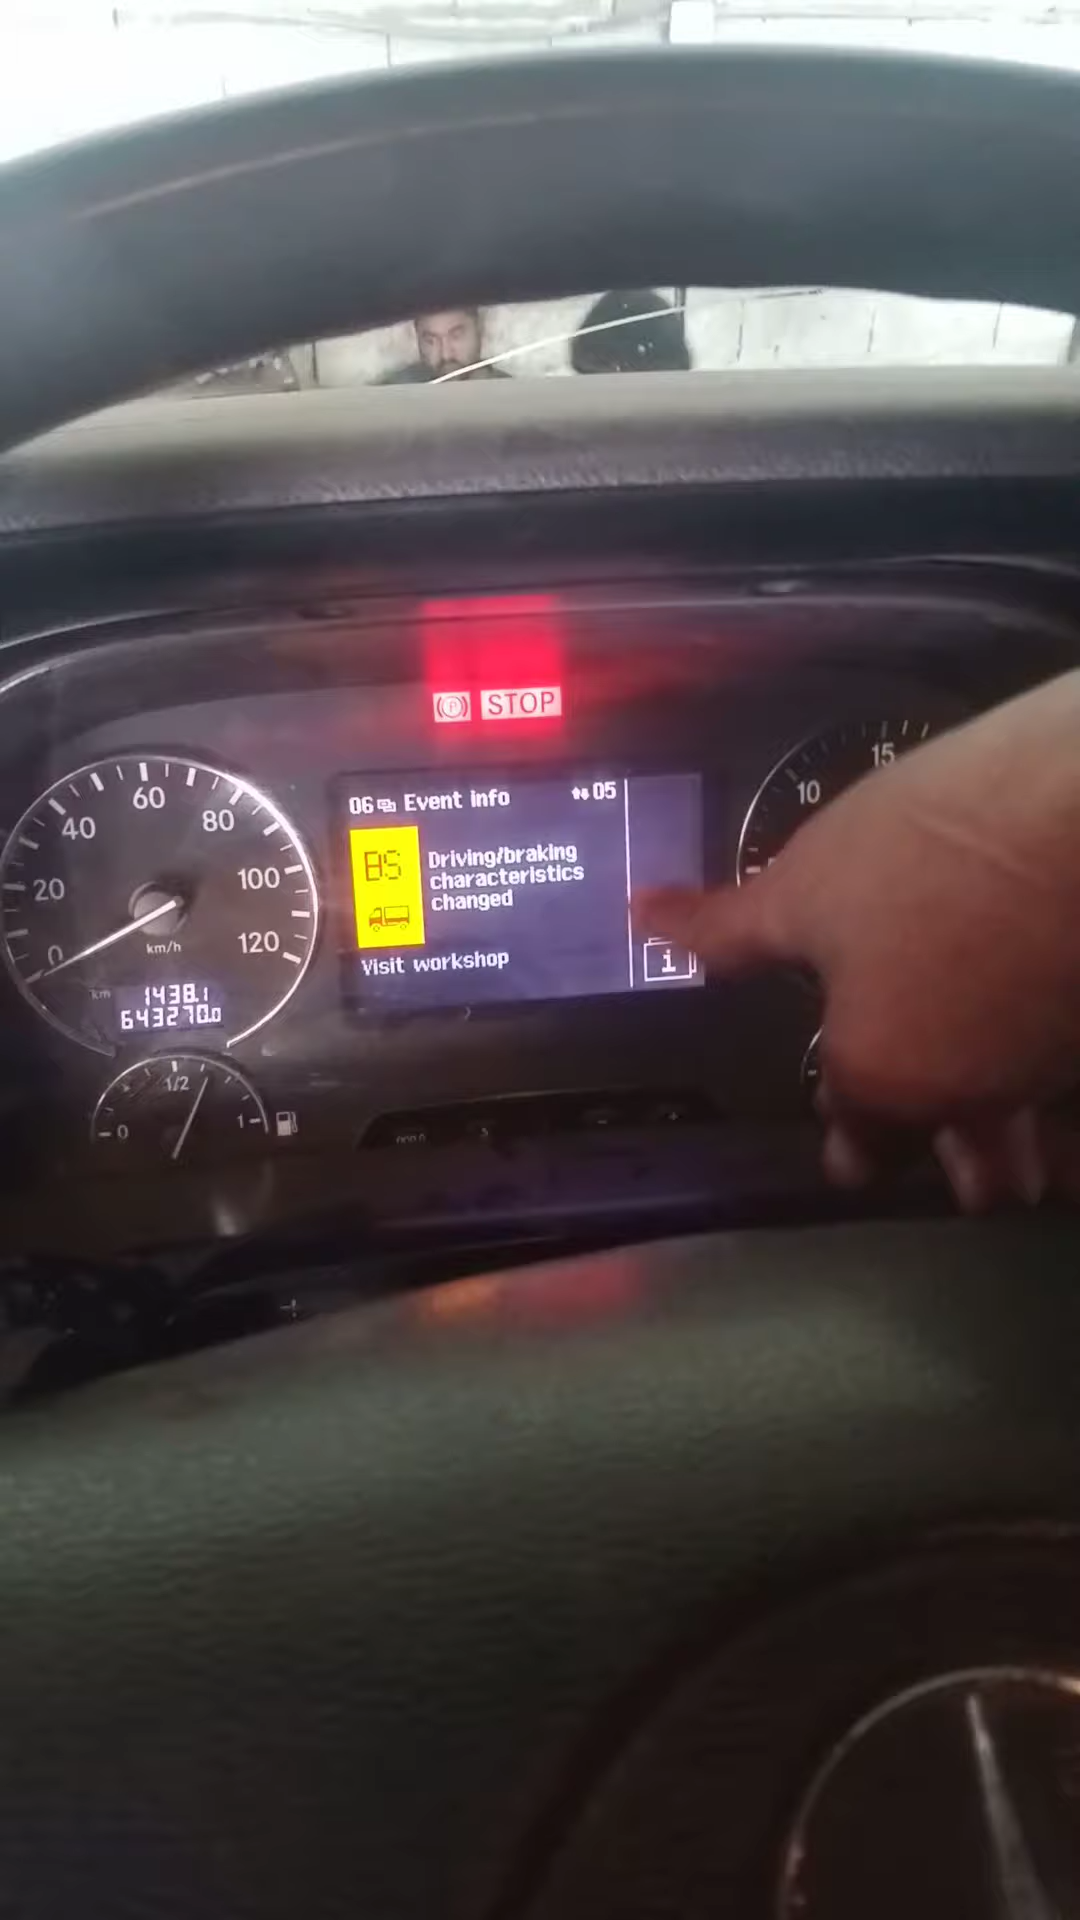 (P) STOP
06 Event info 05
BS
Driving/braking
characteristics
changed
Visit workshop
i
0 20 40 60 80 100 120
km/h
km 1438.1
643270.0
0 1/2 1
10 15